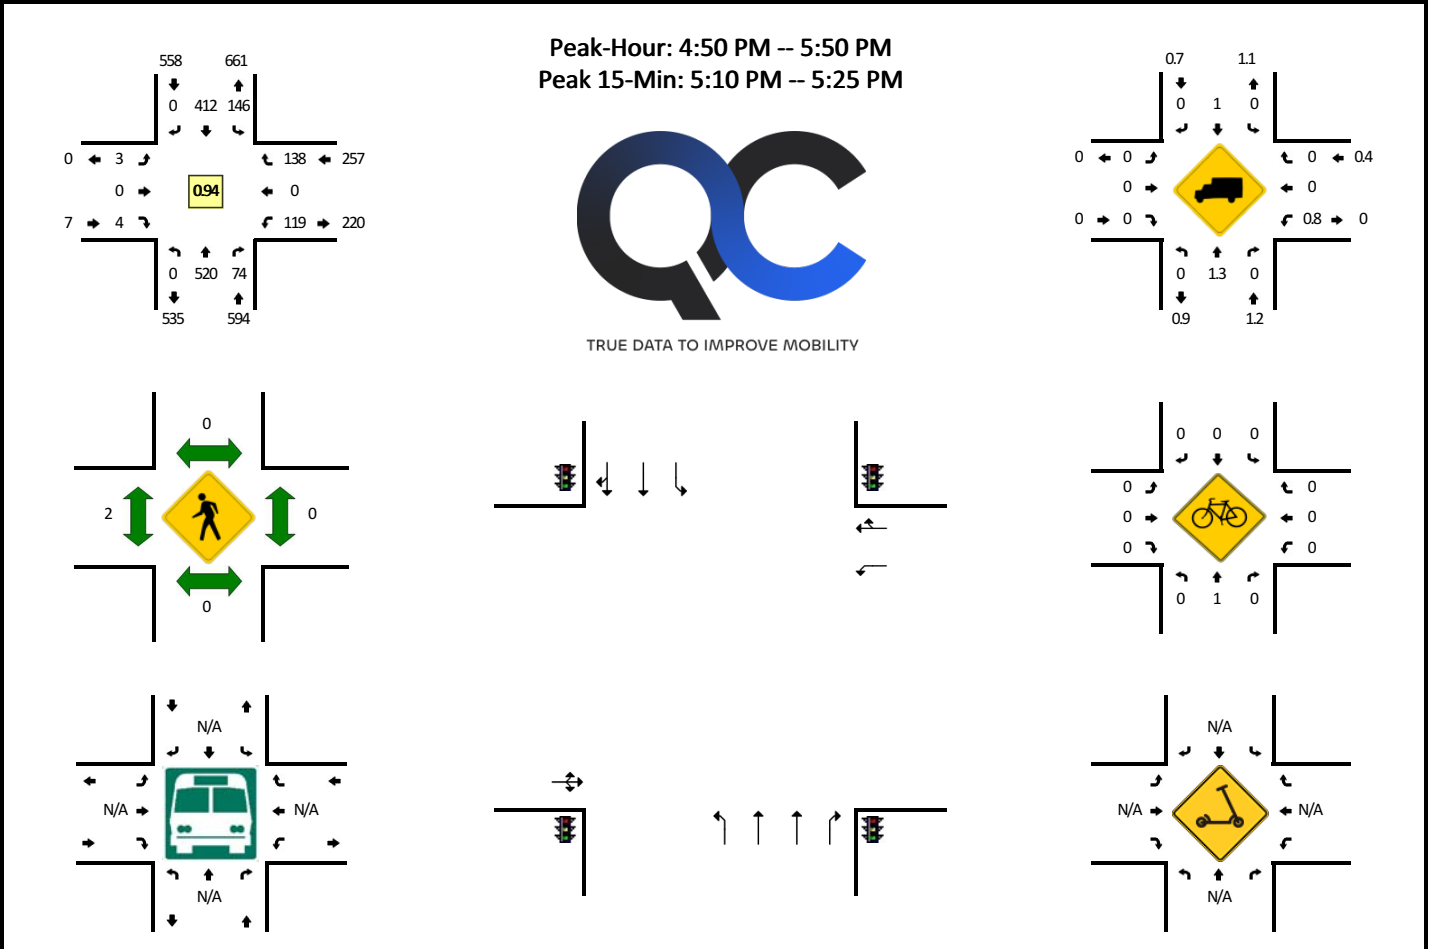 Peak-Hour: 4:50 PM -- 5:50 PM
Peak 15-Min: 5:10 PM -- 5:25 PM
558 661
0 412 146
0 3 138 257
0 0.94 0
7 4 119 220
0 520 74
535 594
TRUE DATA TO IMPROVE MOBILITY
0.7 1.1
0 1 0
0 0 0 0.4
0 0
0 0 0.8 0
0 1.3 0
0.9 1.2
0
2 0
0
0 0 0
0 0
0 0
0 0
0 1 0
N/A
N/A N/A
N/A
N/A
N/A N/A
N/A